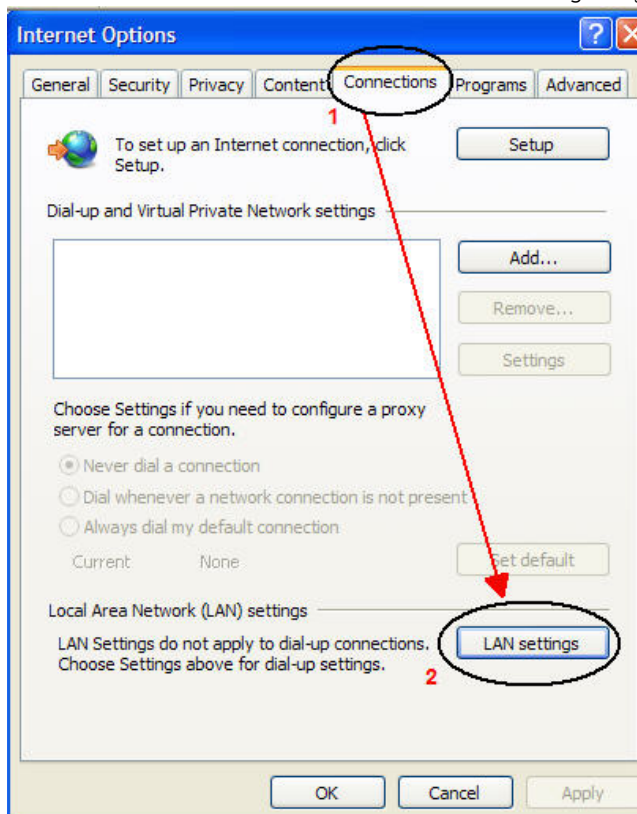 Internet Options
General Security Privacy Content Connections Programs Advanced
1
To set up an Internet connection, click Setup
Setup.
Dial-up and Virtual Private Network settings
Add...
Remove...
Settings
Choose Settings if you need to configure a proxy
server for a connection.
Never dial a connection
Dial whenever a network connection is not present
Always dial my default connection
Current None Set default
Local Area Network (LAN) settings
LAN Settings do not apply to dial-up connections. LAN settings
Choose Settings above for dial-up settings.
2
OK Cancel Apply